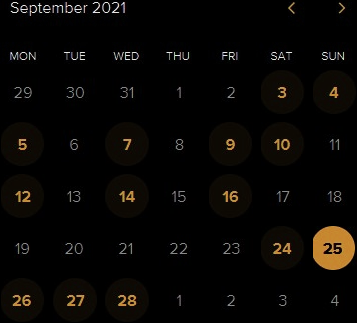 September 2021
MON TUE WED THU FRI SAT SUN
29 30 31 1 2 3 4
5 6 7 8 9 10 11
12 13 14 15 16 17 18
19 20 21 22 23 24 25
26 27 28 1 2 3 4